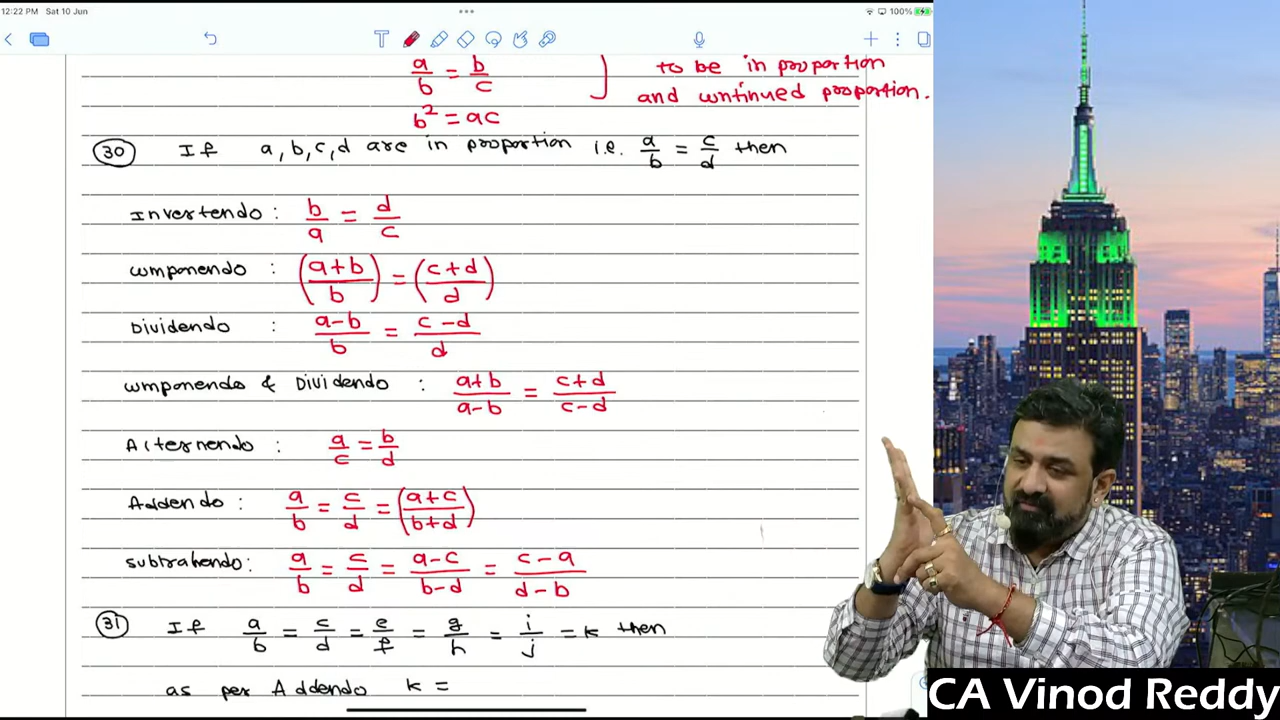 12:22 PM Sat 10 Jun
100%
a/b = b/c } to be in proportion
and continued proportion.
b² = ac
30 If a, b, c, d are in proportion i.e. a/b = c/d then
Invertendo : b/a = d/c
componendo : (a+b/b) = (c+d/d)
Dividendo : a-b/b = c-d/d
componendo & Dividendo : a+b/a-b = c+d/c-d
Alternendo : a/c = b/d
Addendo : a/b = c/d = (a+c/b+d)
subtrahendo : a/b = c/d = a-c/b-d = c-a/d-b
31 If a/b = c/d = e/f = g/h = i/j = k then
as per Addendo k =
CA Vinod Reddy